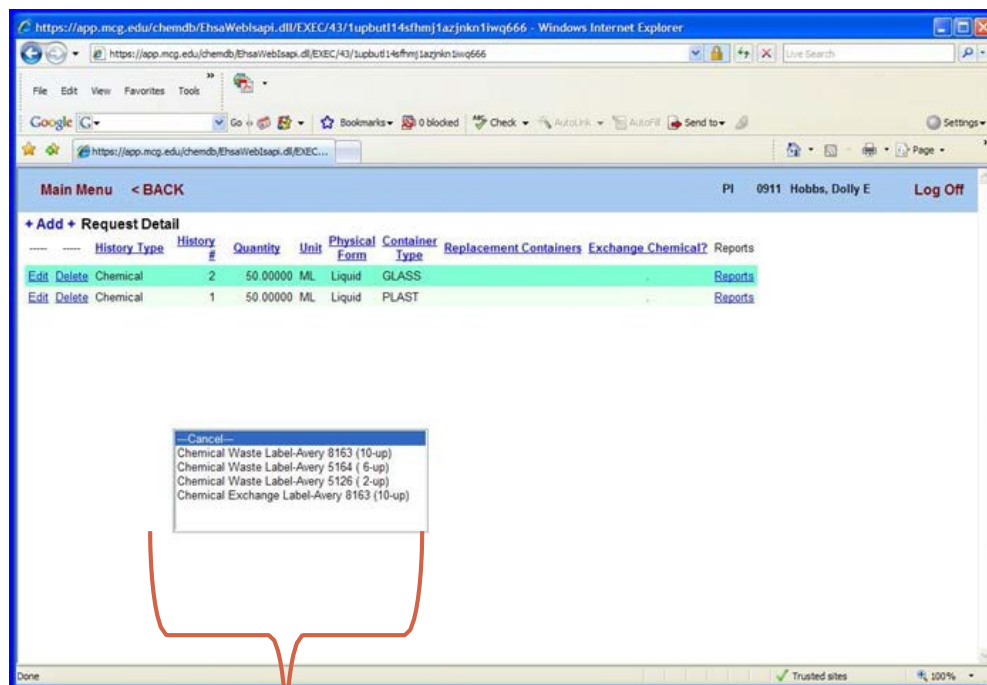 https://app.mcg.edu/chemdb/EhsaWebIsapi.dll/EXEC/43/1upbutl14sfhmj1azjnkn1iwq666 - Windows Internet Explorer
https://app.mcg.edu/chemdb/EhsaWebIsapi.dll/EXEC/43/1upbutl14sfhmj1azjnkn1iwq666 Live Search
File Edit View Favorites Tools »
Google G Go Bookmarks 0 blocked Check AutoLink AutoFill Send to Settings
https://app.mcg.edu/chemdb/EhsaWebIsapi.dll/EXEC... Page »
Main Menu < BACK PI 0911 Hobbs, Dolly E Log Off
+ Add + Request Detail
----- ----- History Type History # Quantity Unit Physical Form Container Type Replacement Containers Exchange Chemical? Reports
Edit Delete Chemical 2 50.00000 ML Liquid GLASS . Reports
Edit Delete Chemical 1 50.00000 ML Liquid PLAST . Reports
---Cancel---
Chemical Waste Label-Avery 8163 (10-up)
Chemical Waste Label-Avery 5164 ( 6-up)
Chemical Waste Label-Avery 5126 ( 2-up)
Chemical Exchange Label-Avery 8163 (10-up)
Done Trusted sites 100%